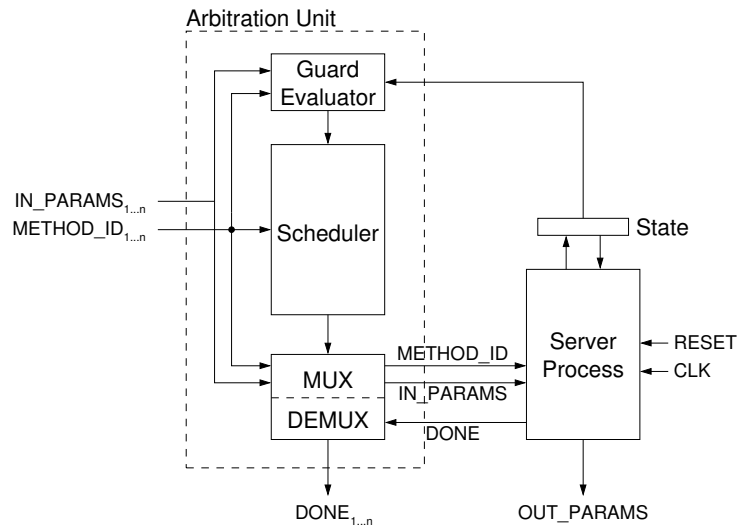 Arbitration Unit
Guard
Evaluator
IN_PARAMS1...n
METHOD_ID1...n
Scheduler
State
METHOD_ID
Server
Process
RESET
MUX
IN_PARAMS
CLK
DEMUX
DONE
DONE1...n
OUT_PARAMS